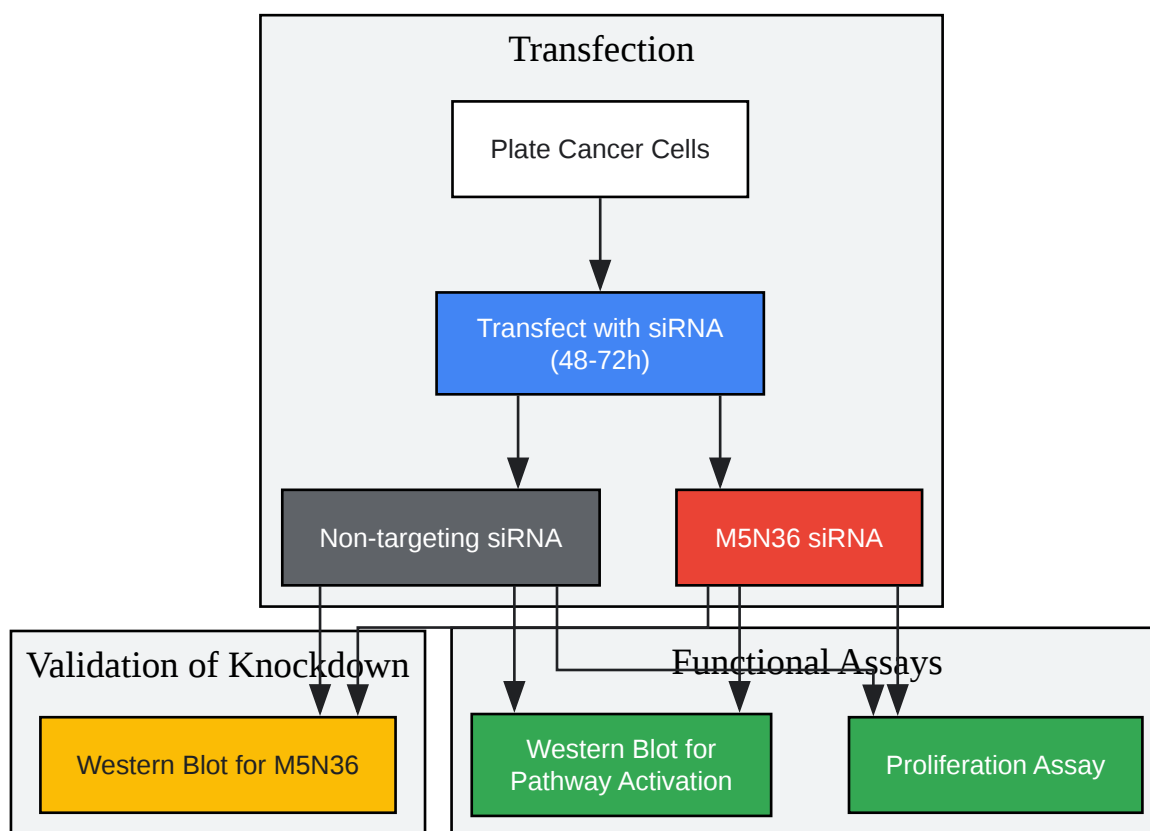 Transfection
Plate Cancer Cells
Transfect with siRNA
(48-72h)
Non-targeting siRNA
M5N36 siRNA
Validation of Knockdown
Functional Assays
Western Blot for M5N36
Western Blot for
Pathway Activation
Proliferation Assay